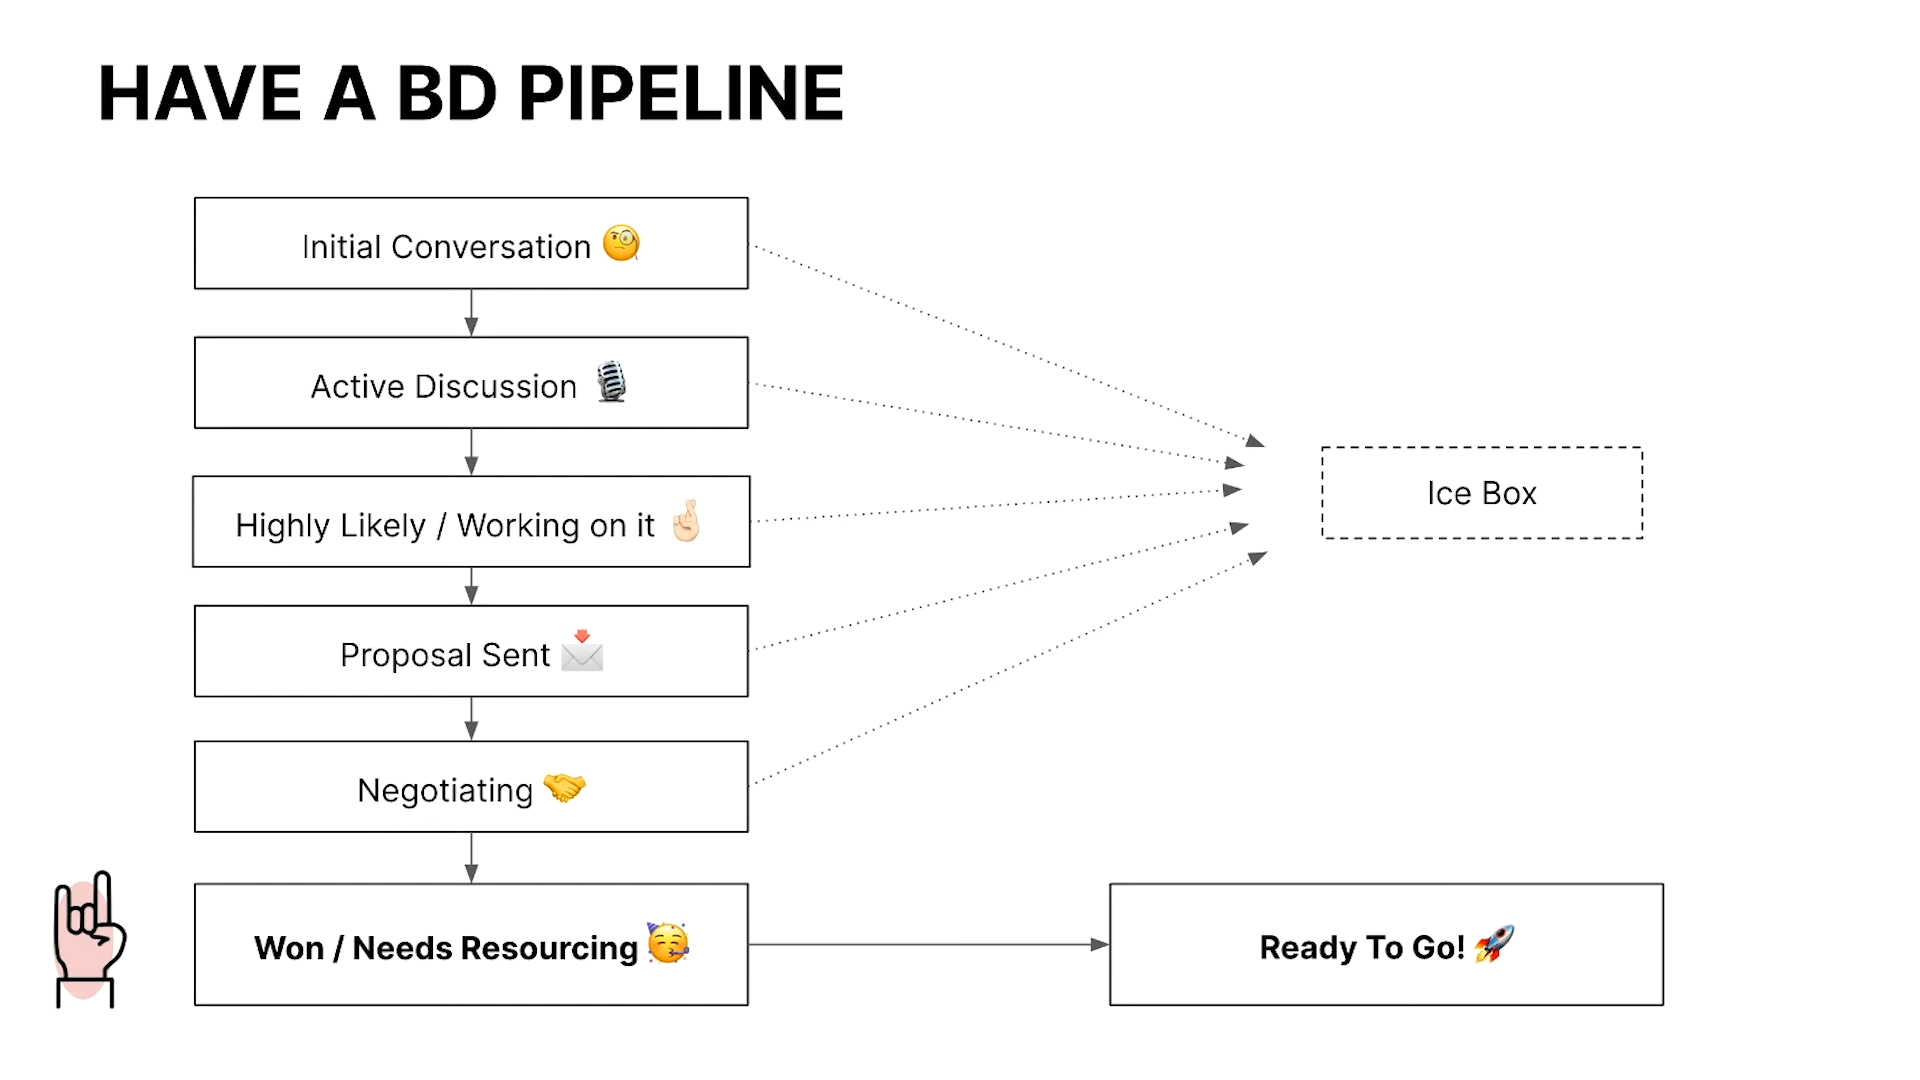 HAVE A BD PIPELINE
Initial Conversation 🧐
Active Discussion 🎙️
Highly Likely / Working on it 🤞🏻
Proposal Sent 📩
Negotiating 🤝
Won / Needs Resourcing 🥳
Ice Box
Ready To Go! 🚀